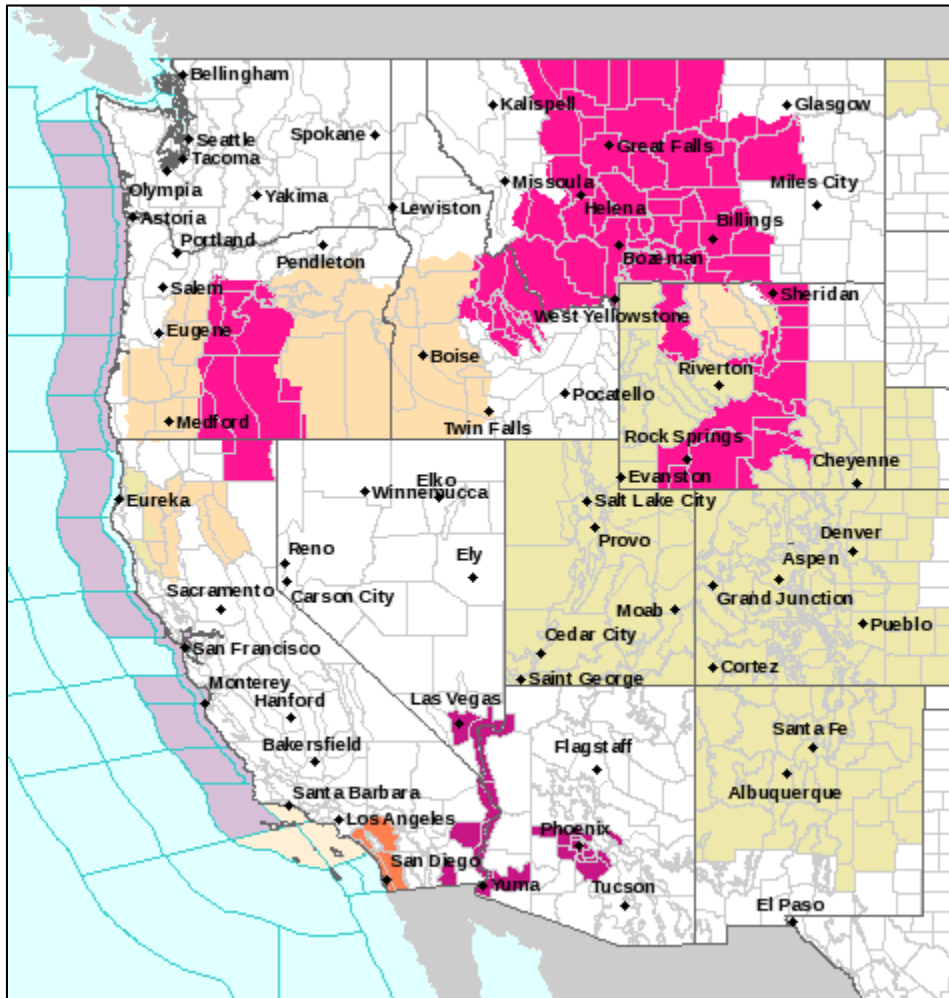 Bellingham
Kalispell
Glasgow
Seattle
Spokane
Great Falls
Tacoma
Missoula
Miles City
Olympia
Yakima
Helena
Lewiston
Astoria
Billings
Portland
Pendleton
Bozeman
Salem
Sheridan
West Yellowstone
Eugene
Boise
Riverton
Pocatello
Medford
Twin Falls
Rock Springs
Cheyenne
Elko
Evanston
Winnemucca
Eureka
Salt Lake City
Provo
Denver
Reno
Ely
Aspen
Sacramento
Carson City
Grand Junction
Moab
Pueblo
Cedar City
San Francisco
Cortez
Saint George
Monterey
Las Vegas
Hanford
Santa Fe
Bakersfield
Flagstaff
Albuquerque
Santa Barbara
Los Angeles
Phoenix
San Diego
Yuma
Tucson
El Paso